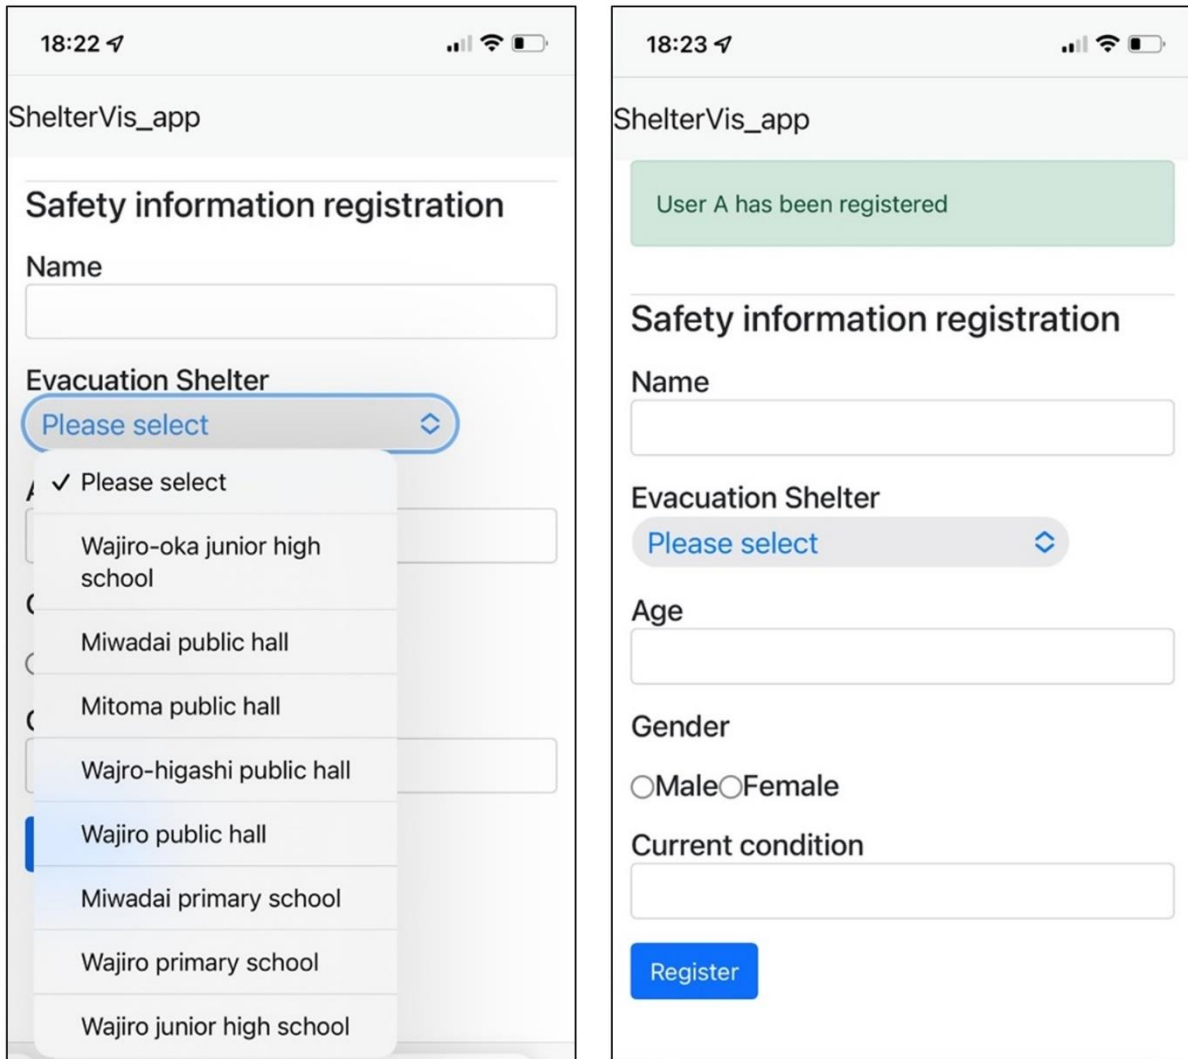 18:22
ShelterVis_app
Safety information registration
Name
Evacuation Shelter
Please select
A
✓ Please select
Wajiro-oka junior high
school
Miwadai public hall
Mitoma public hall
Wajro-higashi public hall
Wajiro public hall
Miwadai primary school
Wajiro primary school
Wajiro junior high school
18:23
ShelterVis_app
User A has been registered
Safety information registration
Name
Evacuation Shelter
Please select
Age
Gender
Male Female
Current condition
Register